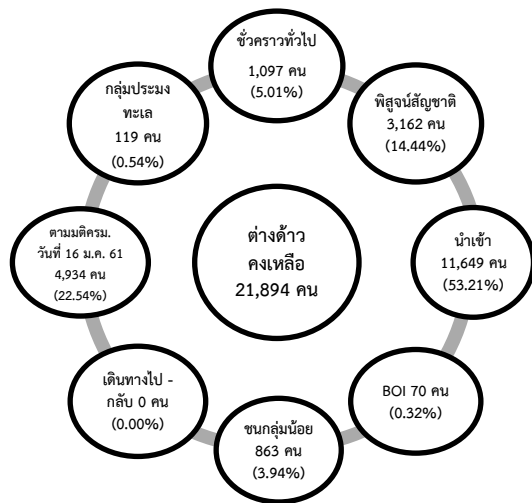 ชั่วคราวทั่วไป
1,097 คน
(5.01%)
พิสูจน์สัญชาติ
3,162 คน
(14.44%)
นำเข้า
11,649 คน
(53.21%)
BOI 70 คน
(0.32%)
ชนกลุ่มน้อย
863 คน
(3.94%)
เดินทางไป -
กลับ 0 คน
(0.00%)
ตามมติครม.
วันที่ 16 ม.ค. 61
4,934 คน
(22.54%)
กลุ่มประมง
ทะเล
119 คน
(0.54%)
ต่างด้าว
คงเหลือ
21,894 คน